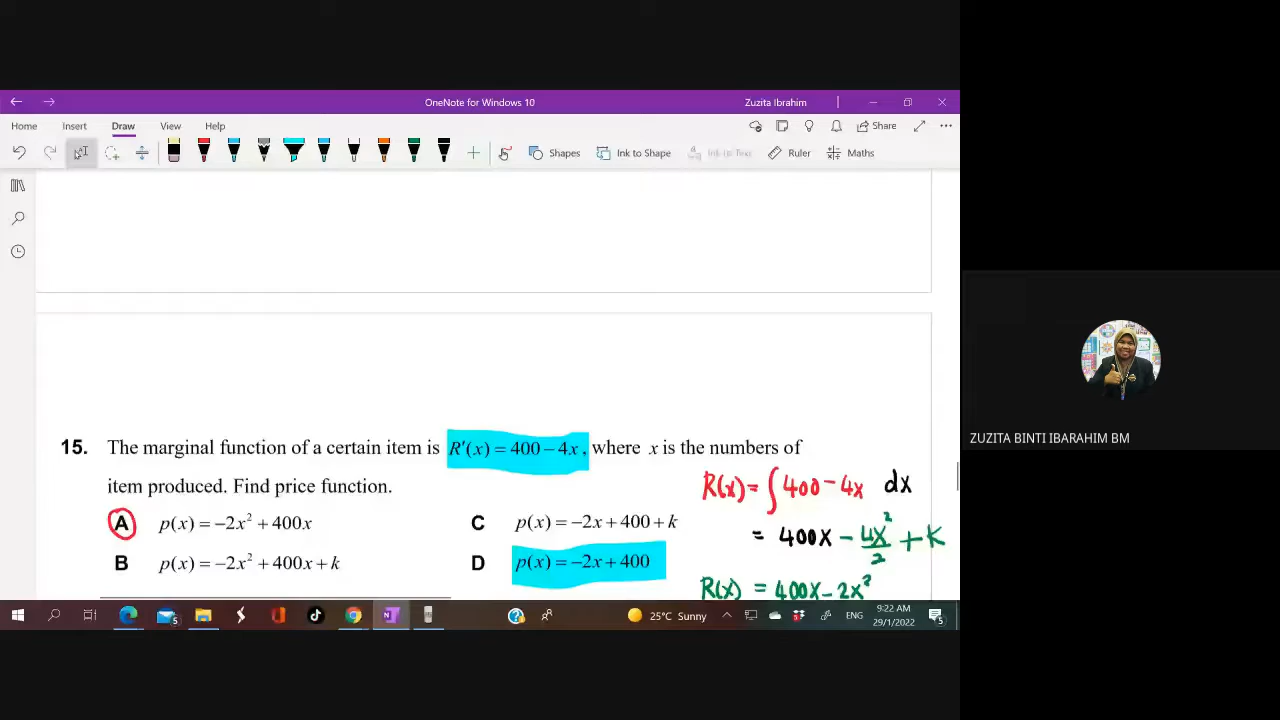 OneNote for Windows 10
Zuzita Ibrahim
Home Insert Draw View Help
Share
Shapes Ink to Shape Ink to Text Ruler Maths
15. The marginal function of a certain item is R′(x) = 400 − 4x, where x is the numbers of
item produced. Find price function.
A p(x) = −2x² + 400x
C p(x) = −2x + 400 + k
B p(x) = −2x² + 400x + k
D p(x) = −2x + 400
R(x) = ∫ 400 − 4x dx
= 400x − 4x²/2 + k
R(x) = 400x − 2x²
ZUZITA BINTI IBARAHIM BM
25°C Sunny
ENG
9:22 AM
29/1/2022
5
5